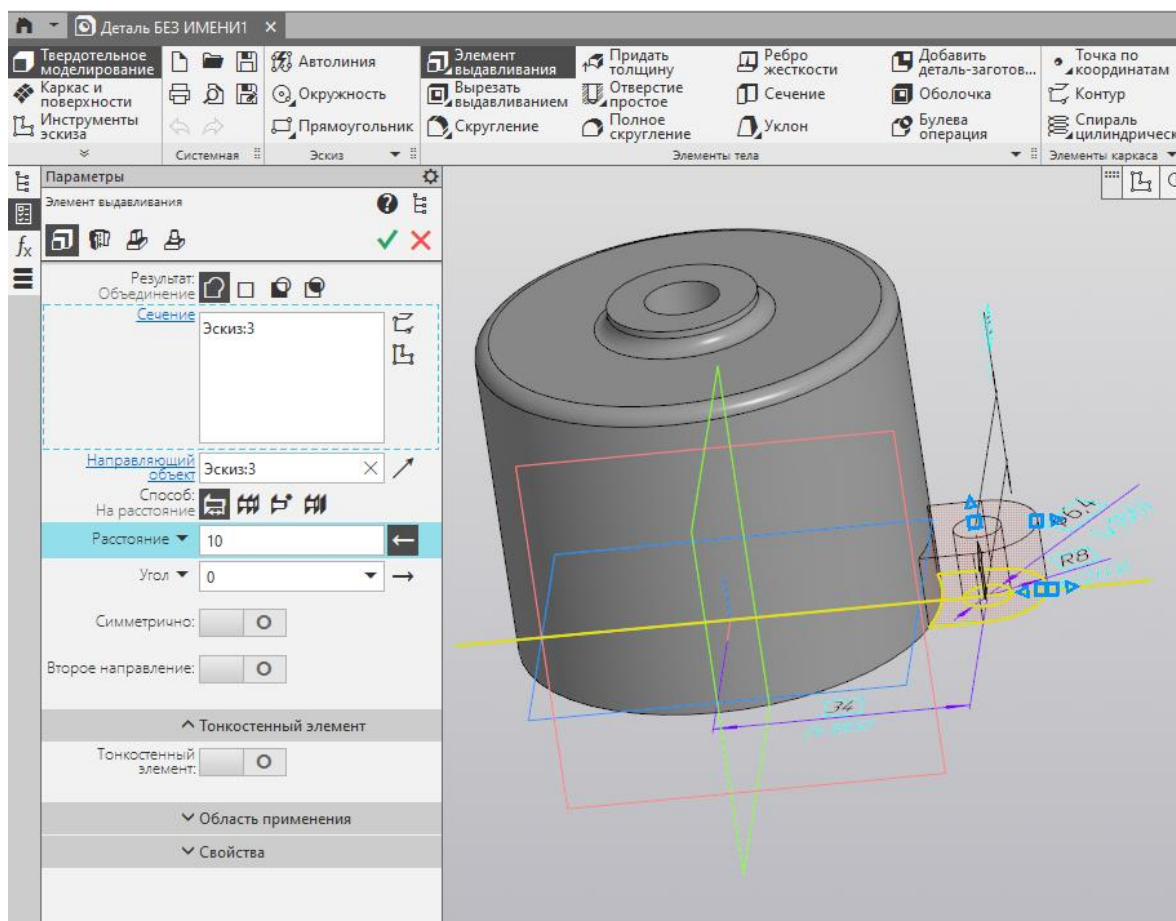 Деталь БЕЗ ИМЕНИ1
Твердотельное
моделирование
Каркас и
поверхности
Инструменты
эскиза
Системная
Автолиния
Окружность
Прямоугольник
Эскиз
Элемент
выдавливания
Вырезать
выдавливанием
Скругление
Придать
толщину
Отверстие
простое
Полное
скругление
Ребро
жесткости
Сечение
Уклон
Добавить
деталь-заготов...
Оболочка
Булева
операция
Элементы тела
Точка по
координатам
Контур
Спираль
цилиндрическ
Элементы каркаса
Параметры
Элемент выдавливания
Результат:
Объединение
Сечение
Эскиз:3
Направляющий
объект
Эскиз:3
Способ:
На расстояние
Расстояние
10
Угол
0
Симметрично:
Второе направление:
Тонкостенный элемент
Тонкостенный
элемент:
Область применения
Свойства
R8
34